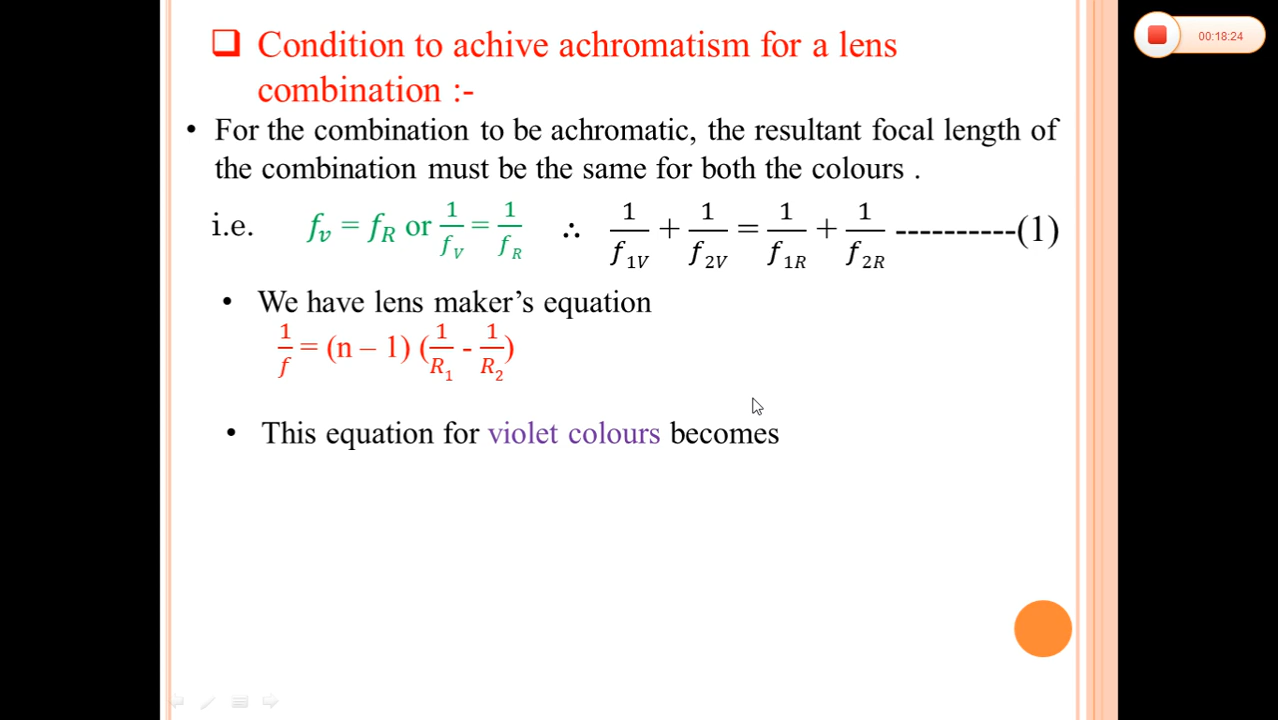 00:18:24
❑ Condition to achive achromatism for a lens
combination :-
• For the combination to be achromatic, the resultant focal length of
the combination must be the same for both the colours .
i.e. f_v = f_R or 1/f_V = 1/f_R ∴ 1/f_1V + 1/f_2V = 1/f_1R + 1/f_2R ----------(1)
• We have lens maker’s equation
1/f = (n – 1) (1/R_1 - 1/R_2)
• This equation for violet colours becomes